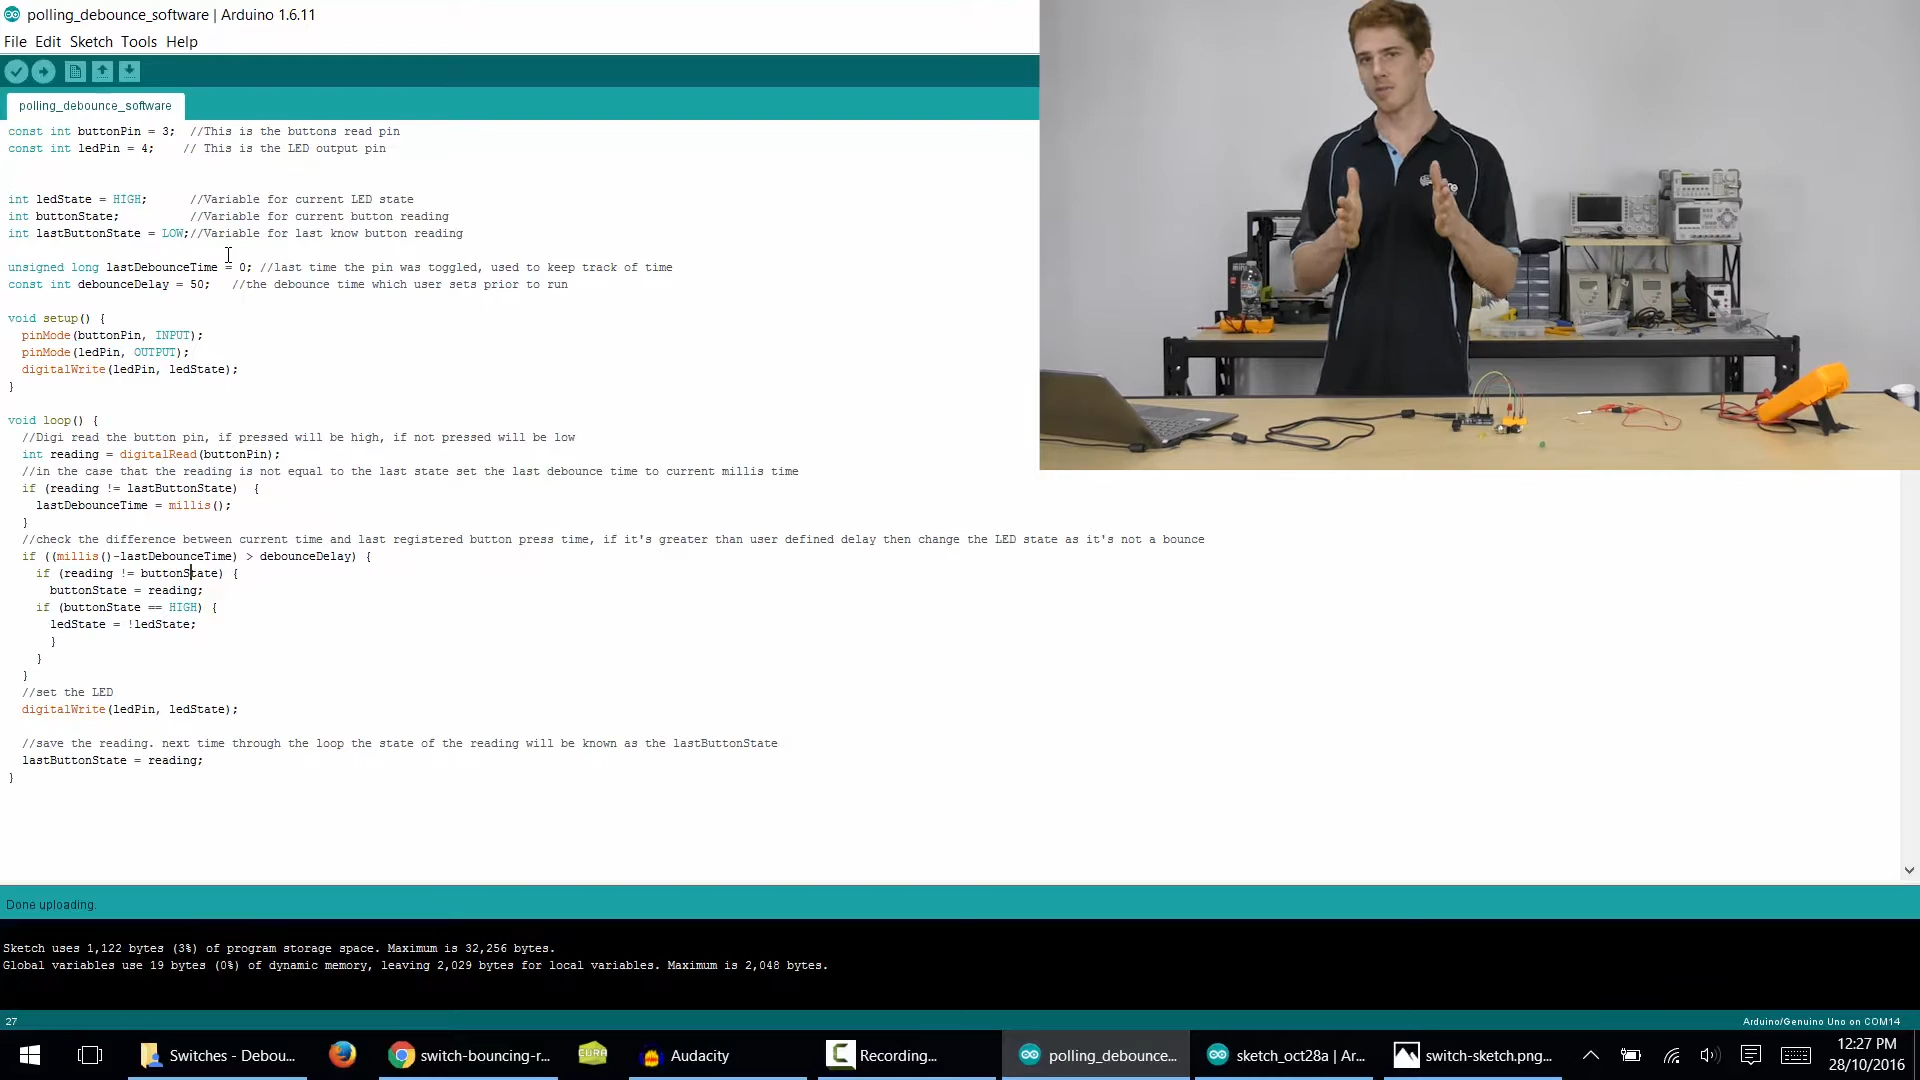 polling_debounce_software | Arduino 1.6.11
File Edit Sketch Tools Help
polling_debounce_software
const int buttonPin = 3;  //This is the buttons read pin
const int ledPin = 4;    // This is the LED output pin
int ledState = HIGH;      //Variable for current LED state
int buttonState;          //Variable for current button reading
int lastButtonState = LOW;//Variable for last know button reading
unsigned long lastDebounceTime = 0; //last time the pin was toggled, used to keep track of time
const int debounceDelay = 50;   //the debounce time which user sets prior to run
void setup() {
  pinMode(buttonPin, INPUT);
  pinMode(ledPin, OUTPUT);
  digitalWrite(ledPin, ledState);
}
void loop() {
  //Digi read the button pin, if pressed will be high, if not pressed will be low
  int reading = digitalRead(buttonPin);
  //in the case that the reading is not equal to the last state set the last debounce time to current millis time
  if (reading != lastButtonState)  {
    lastDebounceTime = millis();
  }
  //check the difference between current time and last registered button press time, if it's greater than user defined delay then change the LED state as it's not a bounce
  if ((millis()-lastDebounceTime) > debounceDelay) {
    if (reading != buttonState) {
      buttonState = reading;
    if (buttonState == HIGH) {
      ledState = !ledState;
      }
    }
  }
  //set the LED
  digitalWrite(ledPin, ledState);
  //save the reading. next time through the loop the state of the reading will be known as the lastButtonState
  lastButtonState = reading;
}
Done uploading.
Sketch uses 1,122 bytes (3%) of program storage space. Maximum is 32,256 bytes.
Global variables use 19 bytes (0%) of dynamic memory, leaving 2,029 bytes for local variables. Maximum is 2,048 bytes.
27
Arduino/Genuino Uno on COM14
Switches - Debou...
switch-bouncing-r...
CURA
Audacity
Recording...
polling_debounce...
sketch_oct28a | Ar...
switch-sketch.png...
12:27 PM
28/10/2016